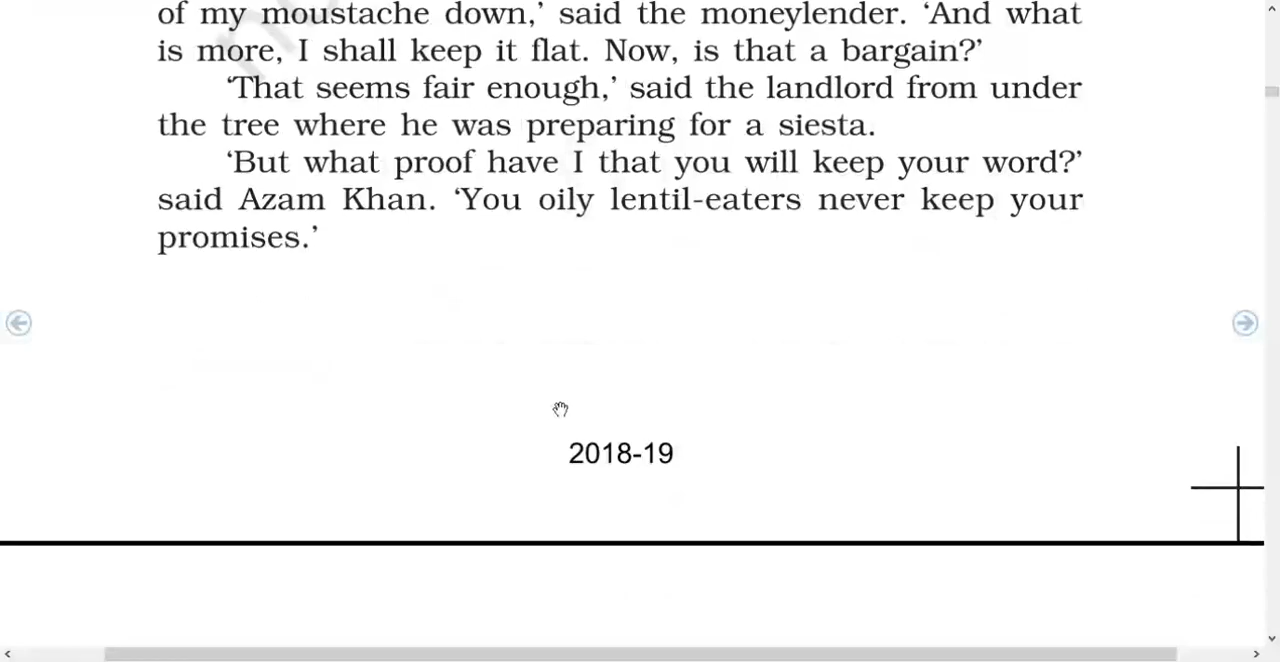 of my moustache down,’ said the moneylender. ‘And what
is more, I shall keep it flat. Now, is that a bargain?’
‘That seems fair enough,’ said the landlord from under
the tree where he was preparing for a siesta.
‘But what proof have I that you will keep your word?’
said Azam Khan. ‘You oily lentil-eaters never keep your
promises.’
2018-19